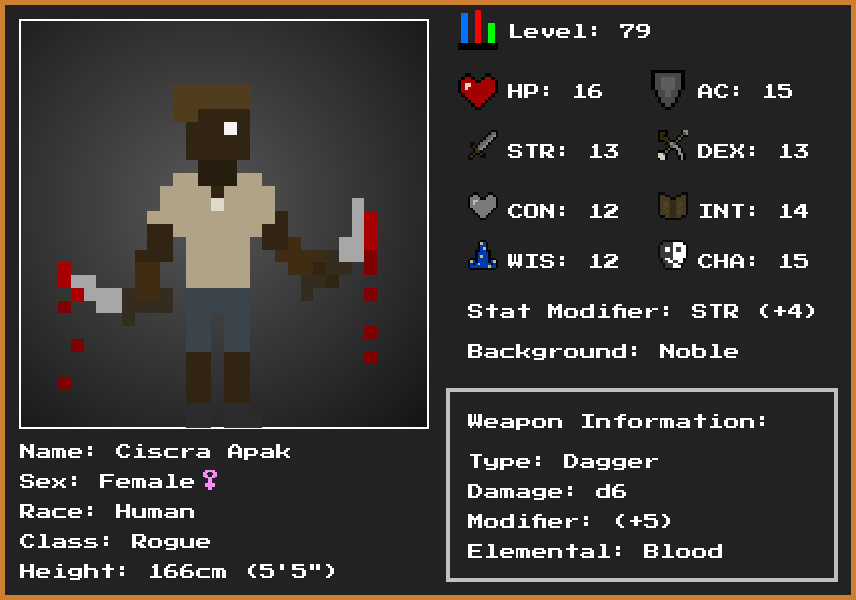 Level: 79
HP: 16
AC: 15
STR: 13
DEX: 13
CON: 12
INT: 14
WIS: 12
CHA: 15
Stat Modifier: STR (+4)
Background: Noble
Weapon Information:
Type: Dagger
Damage: d6
Modifier: (+5)
Elemental: Blood
Name: Ciscra Apak
Sex: Female♀
Race: Human
Class: Rogue
Height: 166cm (5'5")